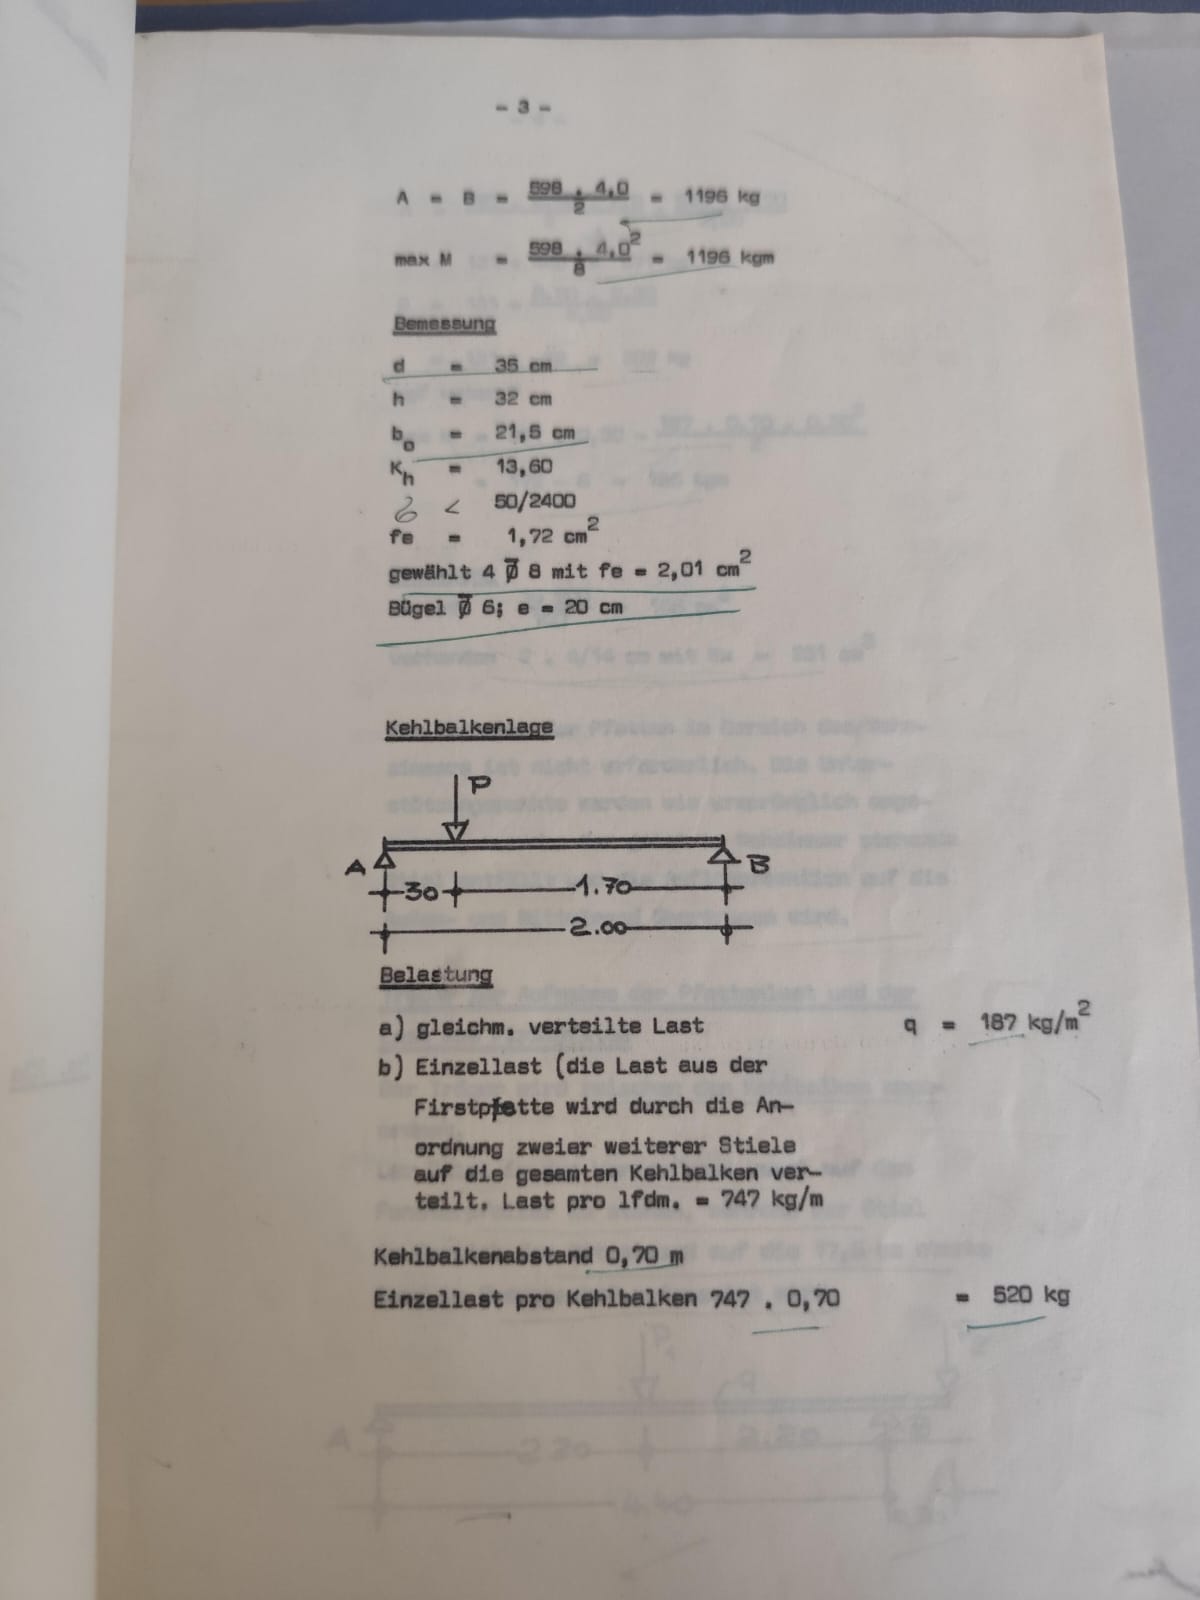 - 3 -
A = B = 598 . 4,0 / 2 = 1196 kg
max M = 598 . 4,0² / 8 = 1196 kgm
Bemessung
d = 35 cm
h = 32 cm
b₀ = 21,5 cm
Kh = 13,60
< 50/2400
fe = 1,72 cm²
gewählt 4 ∅ 8 mit fe = 2,01 cm²
Bügel ∅ 6; e = 20 cm
Kehlbalkenlage
P
A B
30 1.70
2.00
Belastung
a) gleichm. verteilte Last q = 187 kg/m²
b) Einzellast (die Last aus der
Firstpfette wird durch die An-
ordnung zweier weiterer Stiele
auf die gesamten Kehlbalken ver-
teilt. Last pro lfdm. = 747 kg/m
Kehlbalkenabstand 0,70 m
Einzellast pro Kehlbalken 747 . 0,70 = 520 kg